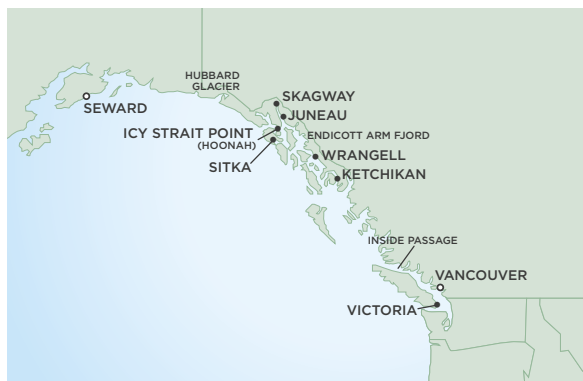 HUBBARD
GLACIER
SEWARD
SKAGWAY
JUNEAU
ICY STRAIT POINT
(HOONAH)
ENDICOTT ARM FJORD
SITKA
WRANGELL
KETCHIKAN
INSIDE PASSAGE
VANCOUVER
VICTORIA